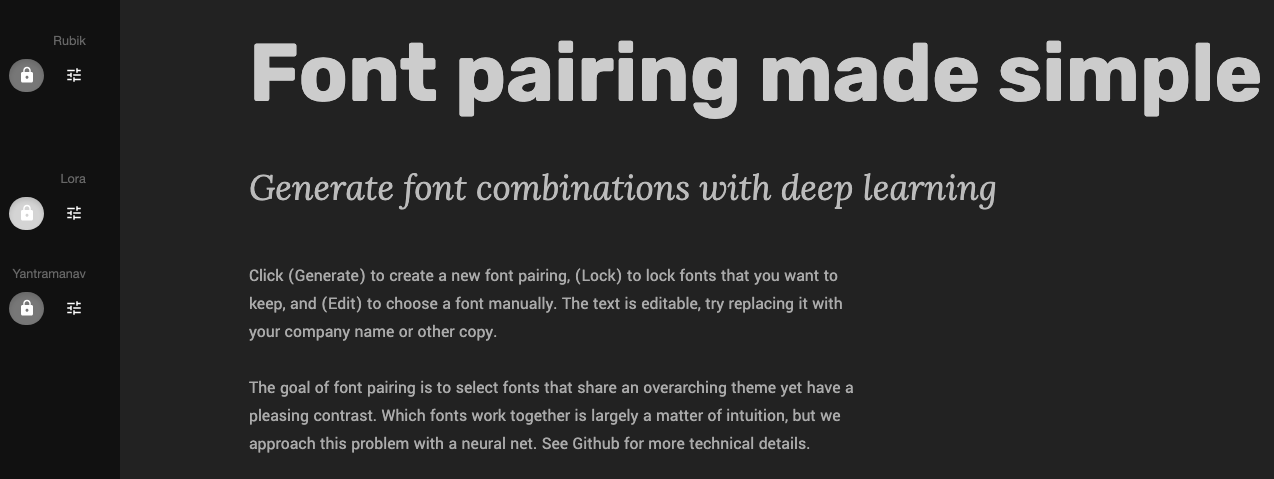 Rubik
Font pairing made simple
Lora
Generate font combinations with deep learning
Yantramanav
Click (Generate) to create a new font pairing, (Lock) to lock fonts that you want to
keep, and (Edit) to choose a font manually. The text is editable, try replacing it with
your company name or other copy.
The goal of font pairing is to select fonts that share an overarching theme yet have a
pleasing contrast. Which fonts work together is largely a matter of intuition, but we
approach this problem with a neural net. See Github for more technical details.